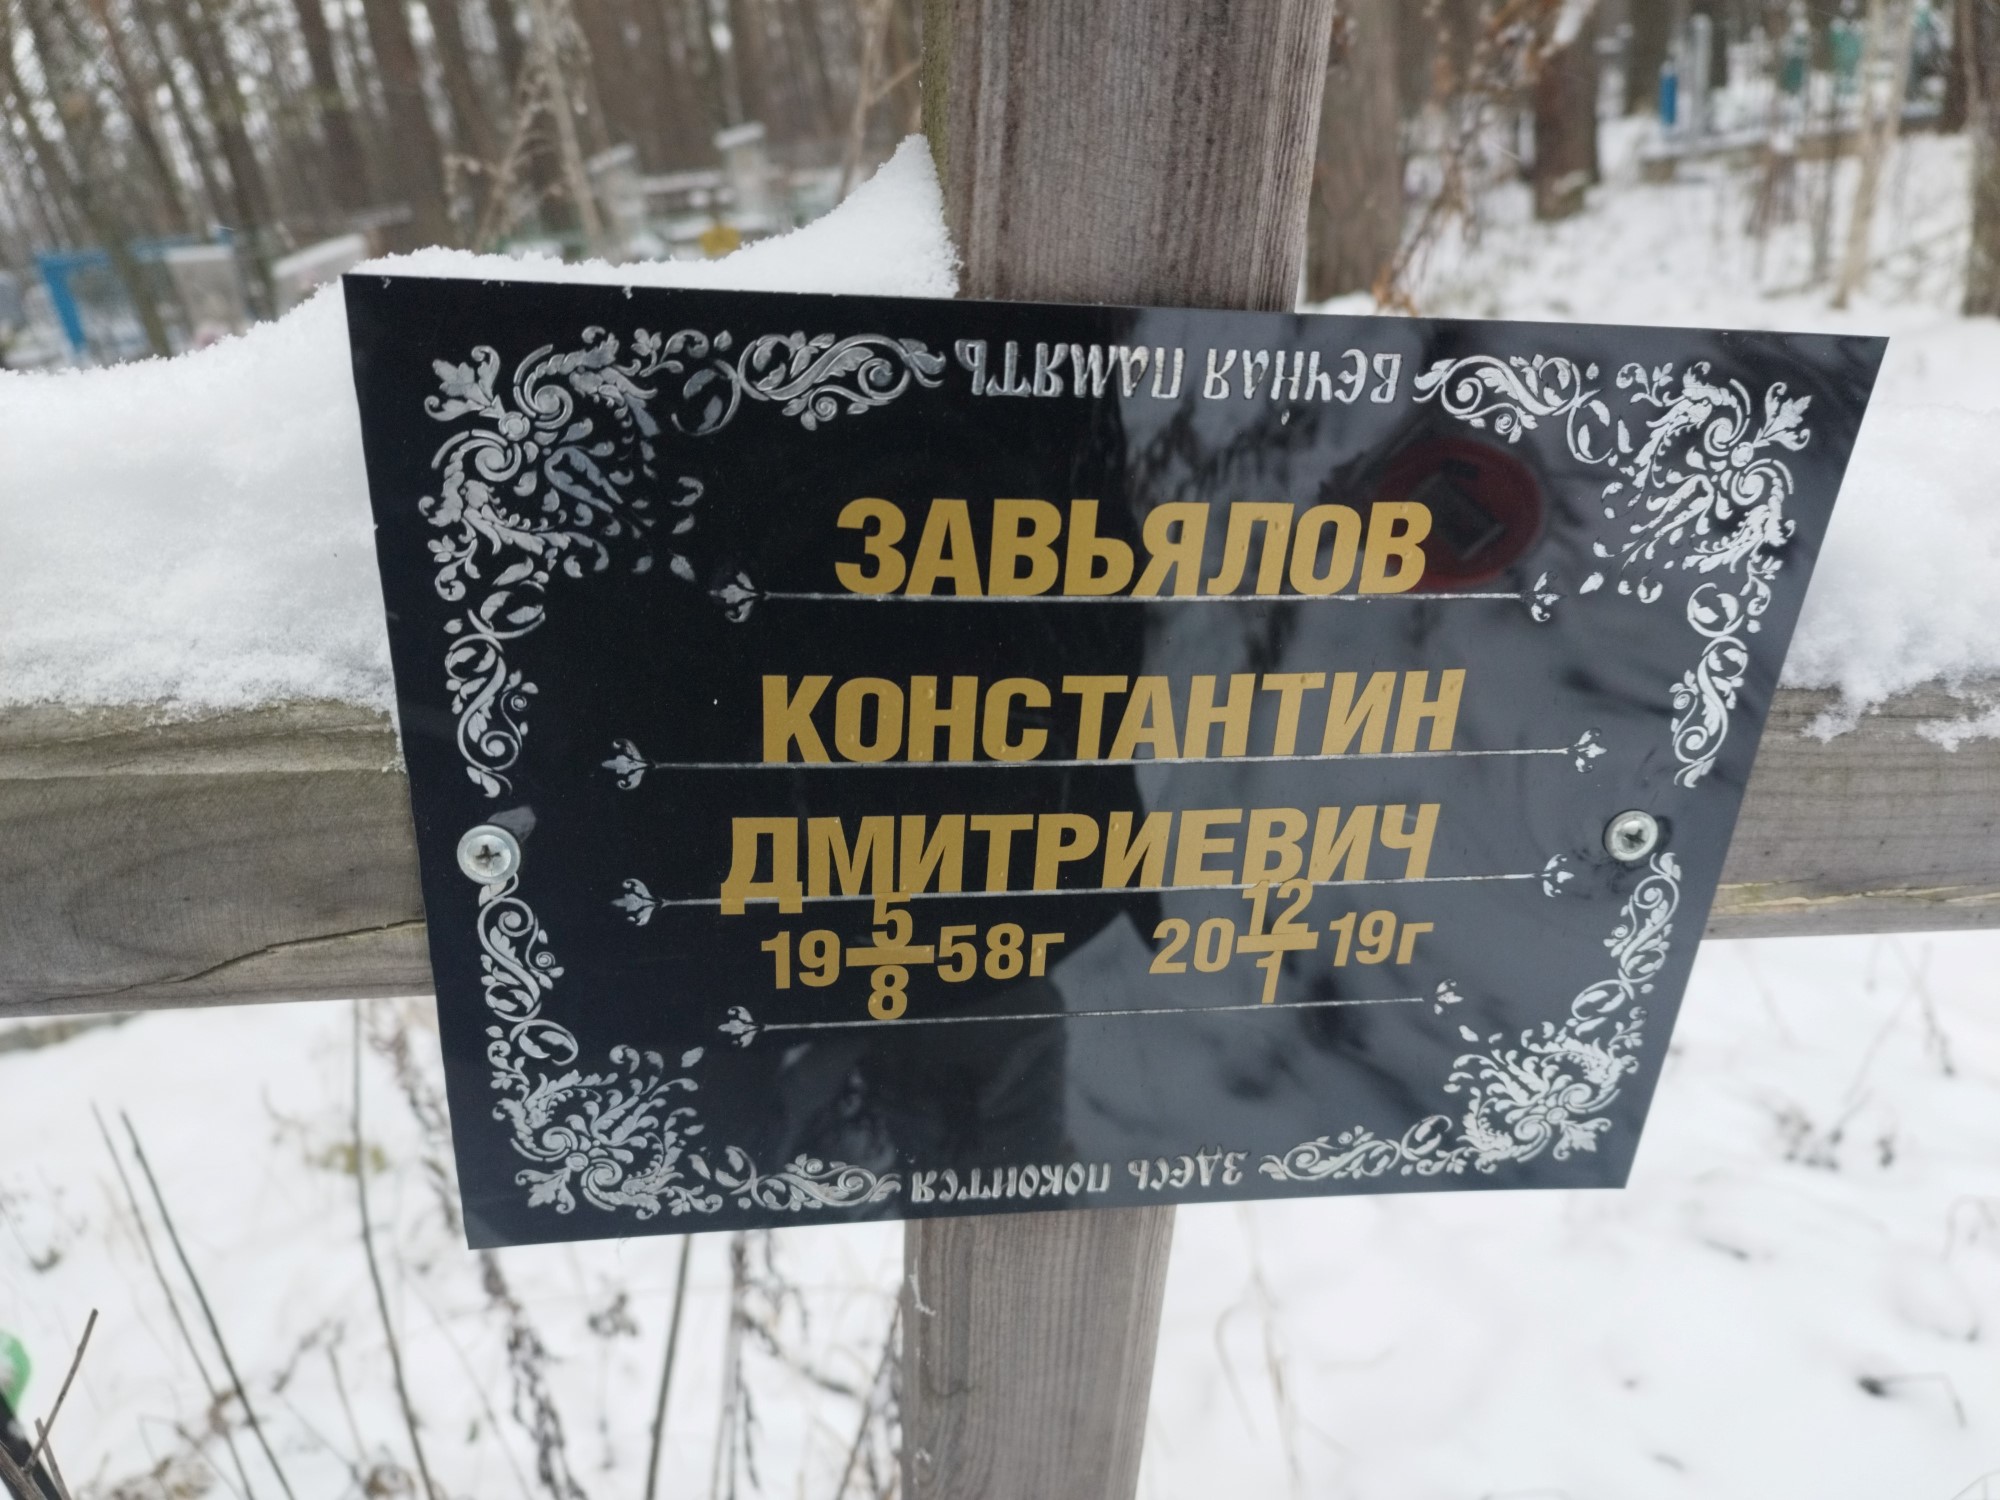 ВЕЧНАЯ ПАМЯТЬ
ЗАВЬЯЛОВ
КОНСТАНТИН
ДМИТРИЕВИЧ
19 5/8 58г 20 12/1 19г
ЗДЕСЬ ПОКОИТСЯ